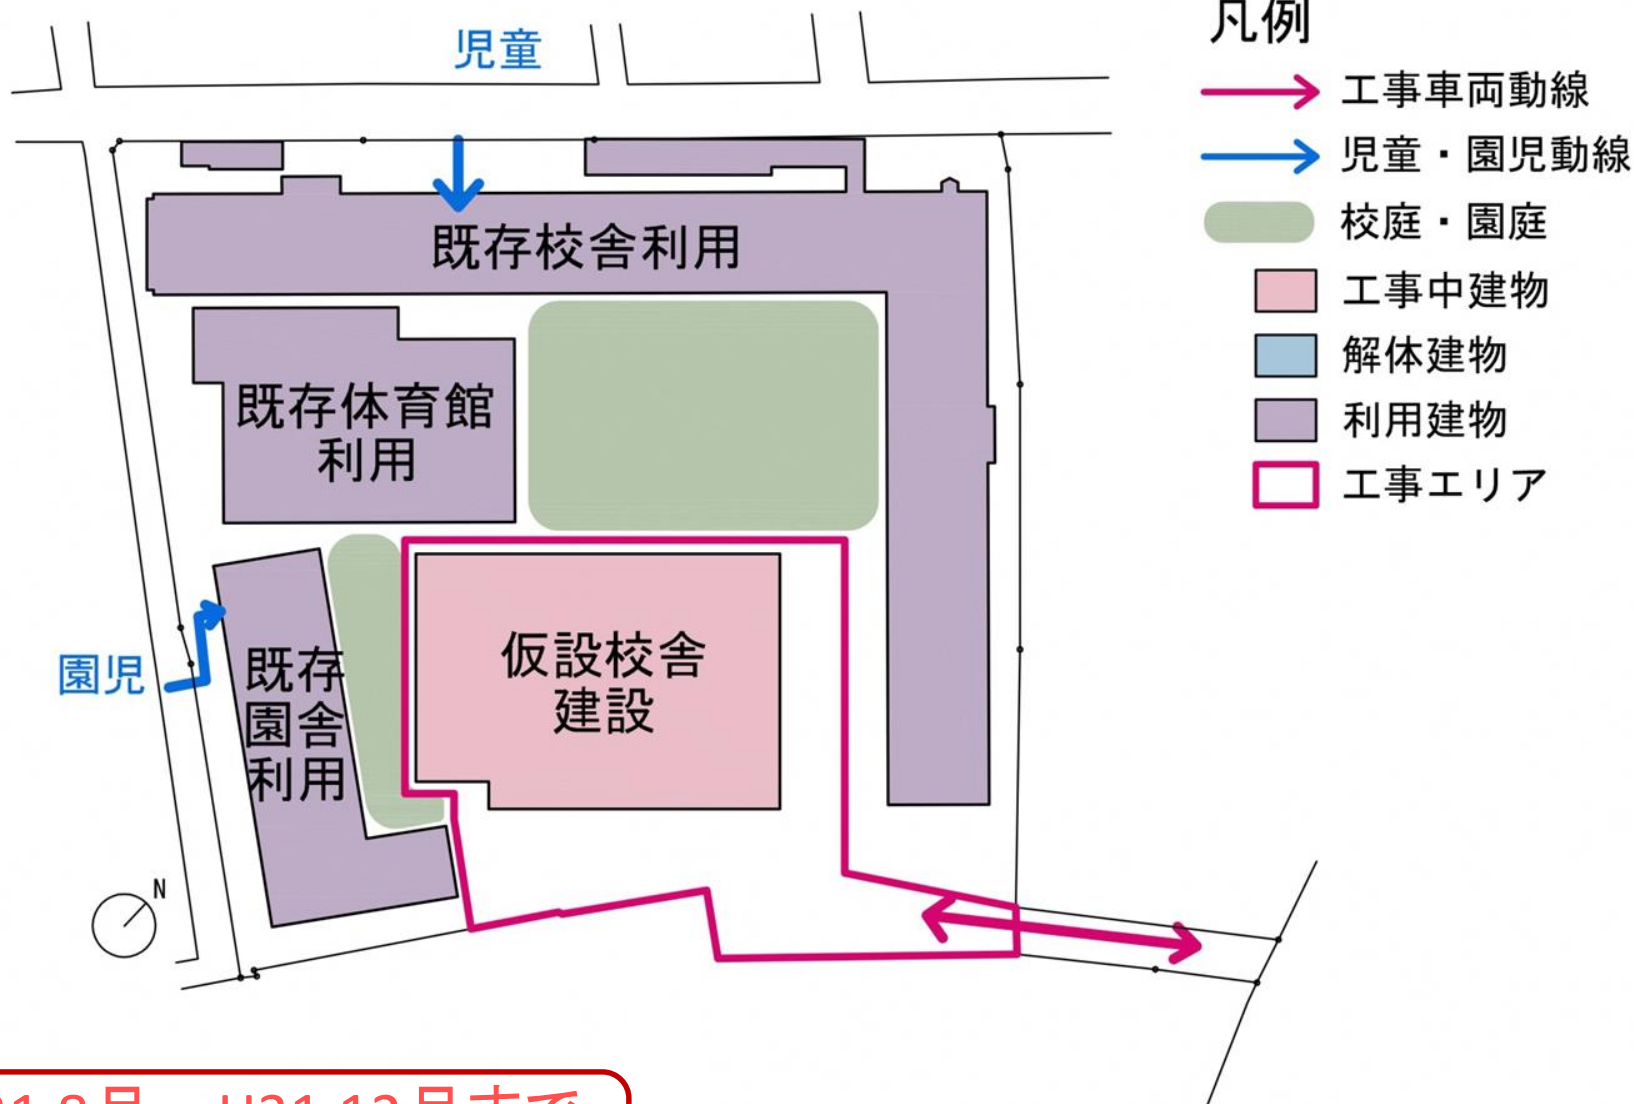 児童
凡例
工事車両動線
児童・園児動線
校庭・園庭
工事中建物
解体建物
利用建物
工事エリア
既存校舎利用
既存体育館
利用
仮設校舎
建設
園児
既存
園舎
利用
N